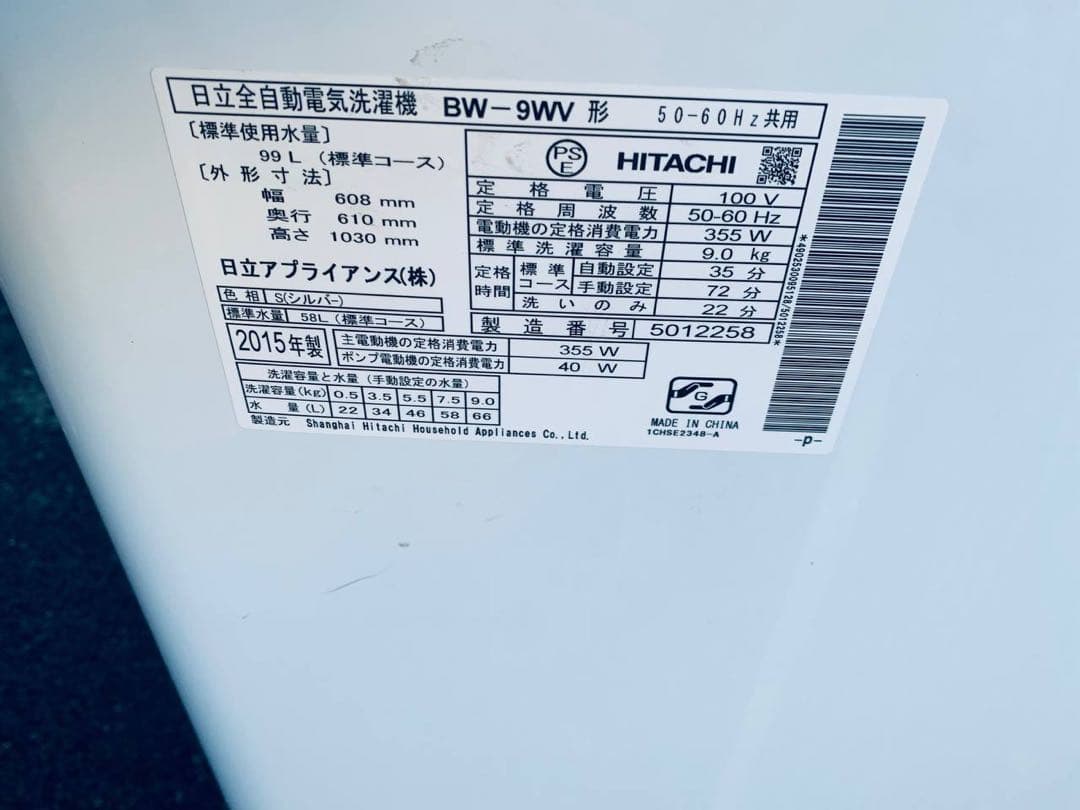 日立全自動電気洗濯機 BW-9WV 形 50-60Hz共用
〔標準使用水量〕
99L (標準コース)
〔外形寸法〕
幅 608 mm
奥行 610 mm
高さ 1030 mm
日立アプライアンス(株)
色相 S(シルバー)
標準水量 58L (標準コース)
PSE HITACHI
定格電圧 100 V
定格周波数 50-60 Hz
電動機の定格消費電力 355 W
標準洗濯容量 9.0 kg
定格時間 標準コース 自動設定 35 分
手動設定 72 分
洗いのみ 22 分
製造番号 5012258
2015年製
主電動機の定格消費電力 355 W
ポンプ電動機の定格消費電力 40 W
洗濯容量と水量 (手動設定の水量)
洗濯容量(kg) 0.5 3.5 5.5 7.5 9.0
水量(L) 22 34 46 58 66
製造元 Shanghai Hitachi Household Appliances Co.,Ltd.
G
MADE IN CHINA
1CHSE2348-A
*4902530095128/5012258*
-P-